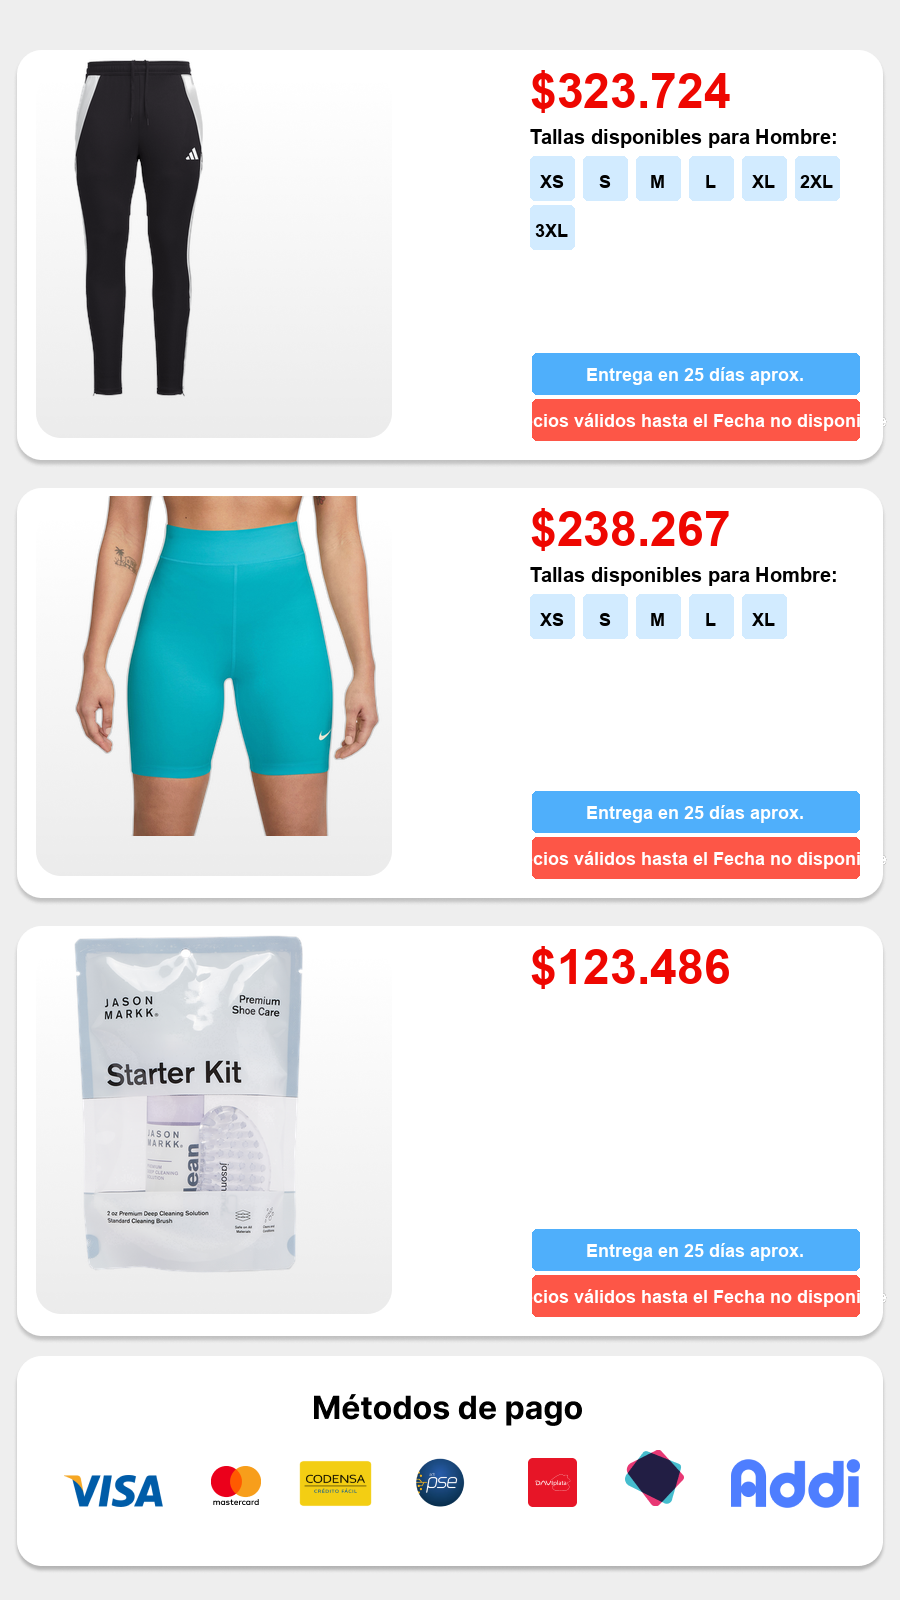 $323.724
Tallas disponibles para Hombre:
XS S M L XL 2XL
3XL
Entrega en 25 días aprox.
cios válidos hasta el Fecha no disponi
$238.267
Tallas disponibles para Hombre:
XS S M L XL
Entrega en 25 días aprox.
cios válidos hasta el Fecha no disponi
JASON
MARKK®
Premium
Shoe Care
Starter Kit
JASON
MARKK®
lean
jason
2 oz Premium Deep Cleaning Solution
Standard Cleaning Brush
$123.486
Entrega en 25 días aprox.
cios válidos hasta el Fecha no disponi
Métodos de pago
VISA
mastercard
CODENSA
CRÉDITO FÁCIL
pse
DAVIplata
Addi